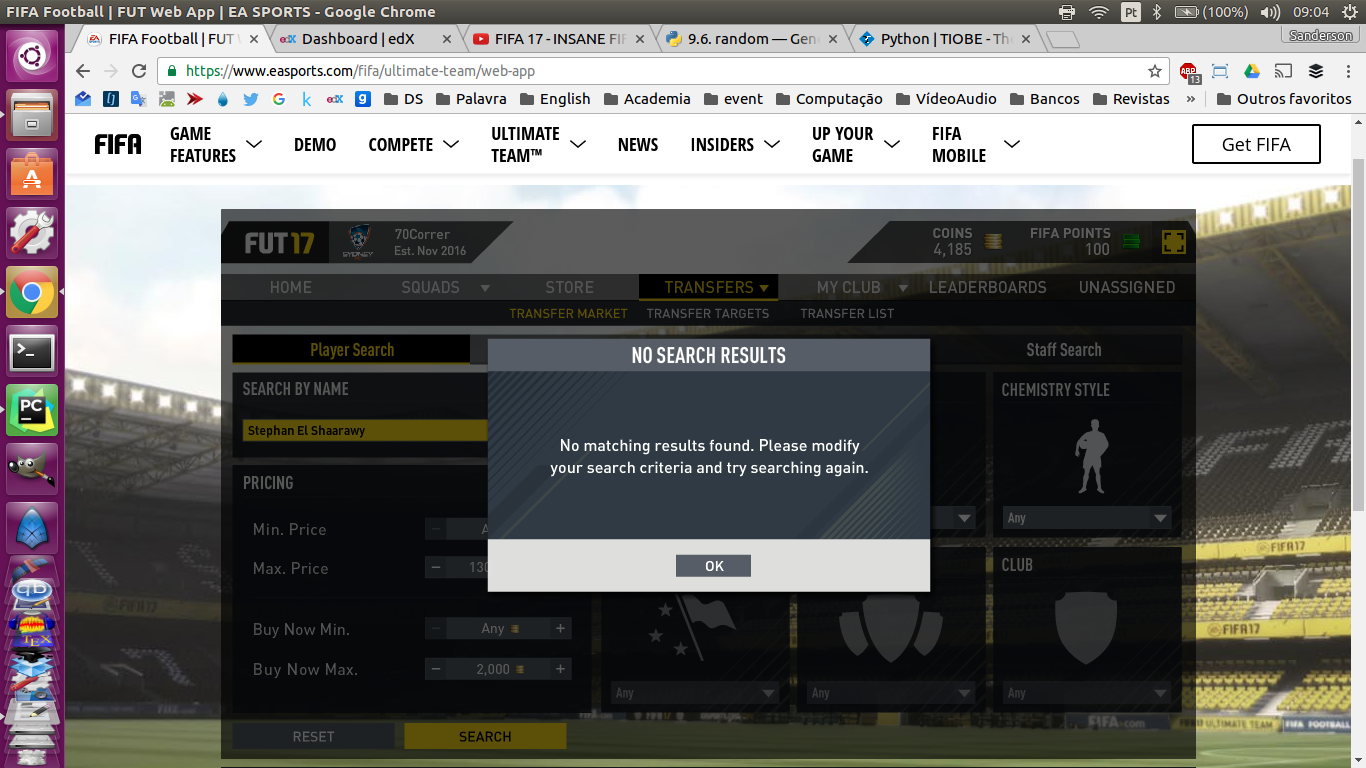 FIFA Football | FUT Web App | EA SPORTS - Google Chrome
Pt
(100%)
09:04
FIFA Football | FUT
Dashboard | edX
FIFA 17 - INSANE FIF
9.6. random — Gene
Python | TIOBE - The
Sanderson
https://www.easports.com/fifa/ultimate-team/web-app
ABP
13
DS
Palavra
English
Academia
event
Computação
VídeoAudio
Bancos
Revistas
»
Outros favoritos
FIFA
GAME FEATURES
DEMO
COMPETE
ULTIMATE TEAM™
NEWS
INSIDERS
UP YOUR GAME
FIFA MOBILE
Get FIFA
FUT 17
SYDNEY
70Correr
Est. Nov 2016
COINS
4,185
FIFA POINTS
100
HOME
SQUADS
STORE
TRANSFERS
MY CLUB
LEADERBOARDS
UNASSIGNED
TRANSFER MARKET
TRANSFER TARGETS
TRANSFER LIST
Player Search
Staff Search
SEARCH BY NAME
Stephan El Shaarawy
NO SEARCH RESULTS
No matching results found. Please modify
your search criteria and try searching again.
OK
CHEMISTRY STYLE
Any
PRICING
Min. Price
Max. Price
Buy Now Min.
Any
Buy Now Max.
2,000
CLUB
Any
Any
Any
RESET
SEARCH
FIFA17
FIFA17
FIFA17
FIFA.com
ULTIMATE TEAM
FIFA FOOTBALL